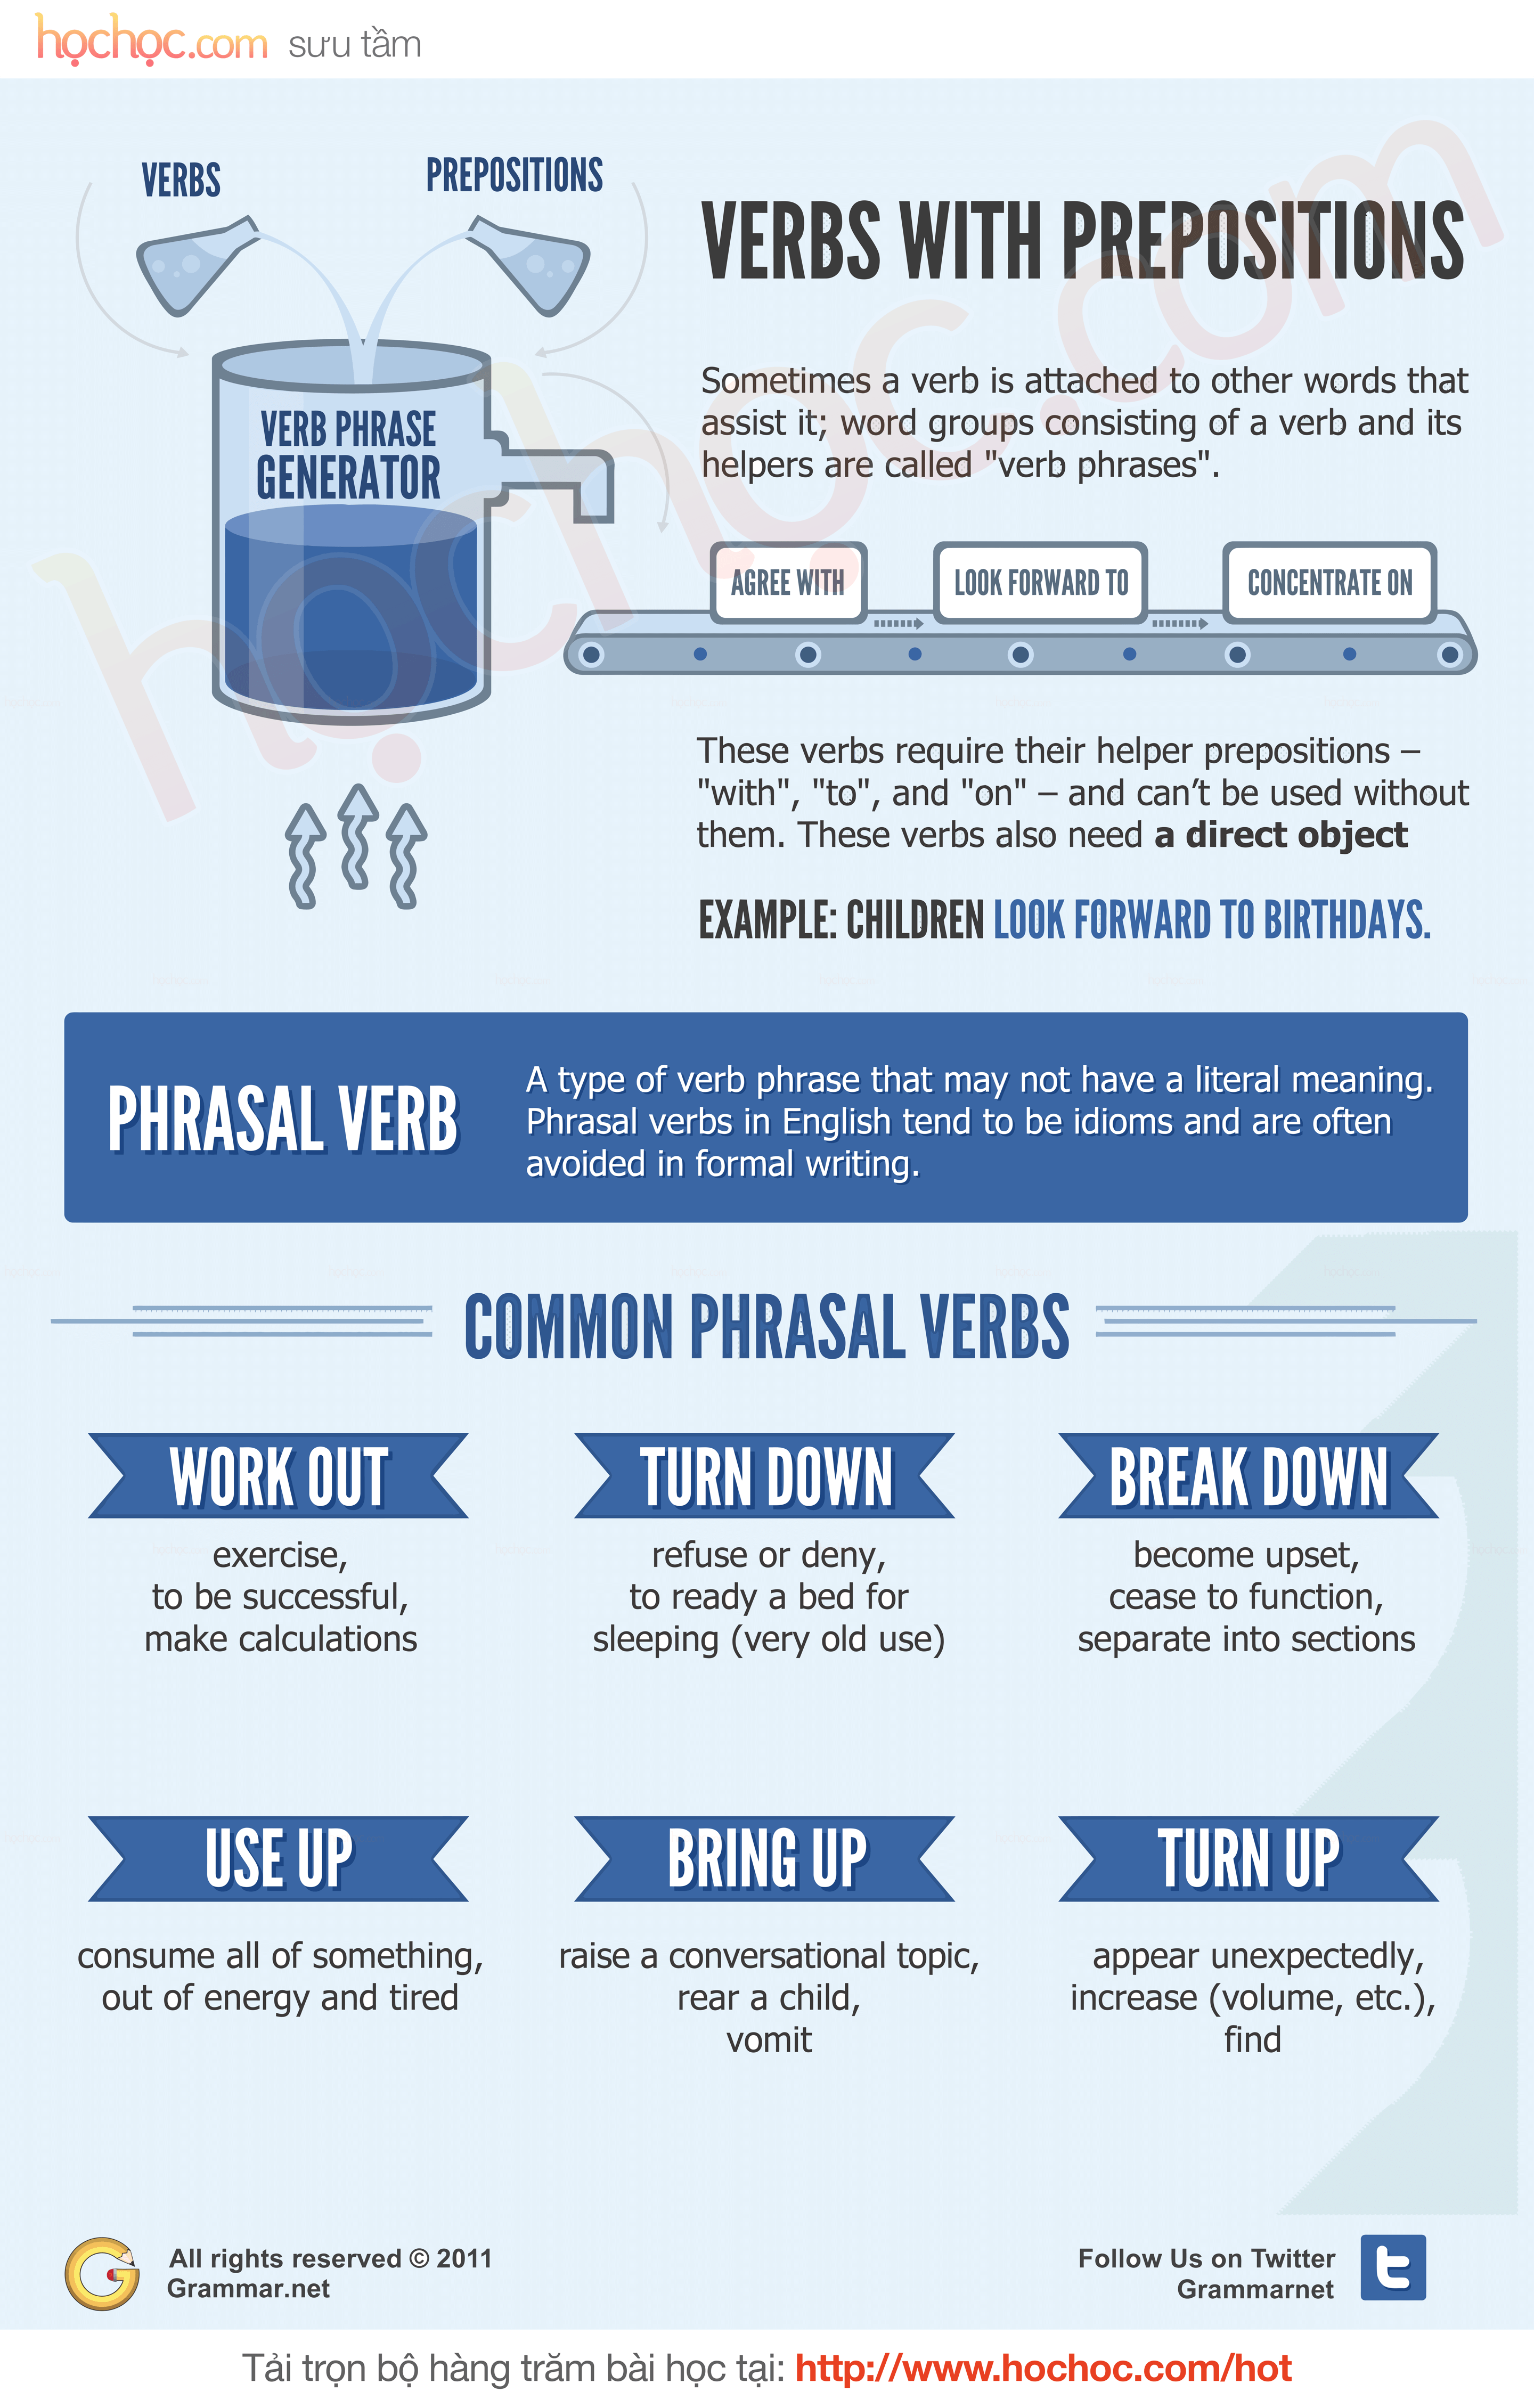 họchọc.com sưu tầm
VERBS
PREPOSITIONS
VERB PHRASE
GENERATOR
VERBS WITH PREPOSITIONS
Sometimes a verb is attached to other words that
assist it; word groups consisting of a verb and its
helpers are called "verb phrases".
AGREE WITH
LOOK FORWARD TO
CONCENTRATE ON
These verbs require their helper prepositions –
"with", "to", and "on" – and can't be used without
them. These verbs also need a direct object
EXAMPLE: CHILDREN LOOK FORWARD TO BIRTHDAYS.
PHRASAL VERB
A type of verb phrase that may not have a literal meaning.
Phrasal verbs in English tend to be idioms and are often
avoided in formal writing.
COMMON PHRASAL VERBS
WORK OUT
exercise,
to be successful,
make calculations
TURN DOWN
refuse or deny,
to ready a bed for
sleeping (very old use)
BREAK DOWN
become upset,
cease to function,
separate into sections
USE UP
consume all of something,
out of energy and tired
BRING UP
raise a conversational topic,
rear a child,
vomit
TURN UP
appear unexpectedly,
increase (volume, etc.),
find
All rights reserved © 2011
Grammar.net
Follow Us on Twitter
Grammarnet
họchọc.com
Tải trọn bộ hàng trăm bài học tại: http://www.hochoc.com/hot